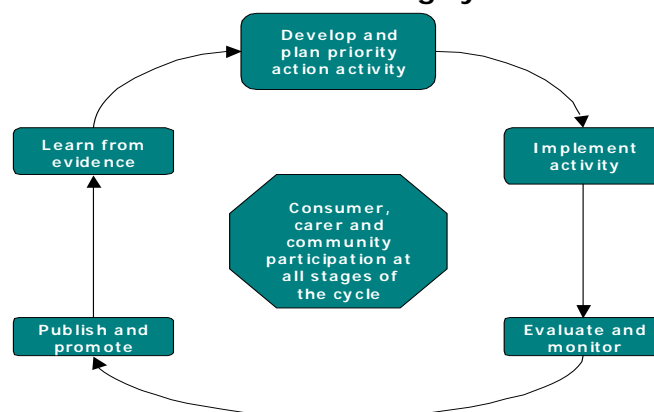 Develop and
plan priority
action activity
Learn from
evidence
Implement
activity
Consumer,
carer and
community
participation at
all stages of
the cycle
Publish and
promote
Evaluate and
monitor